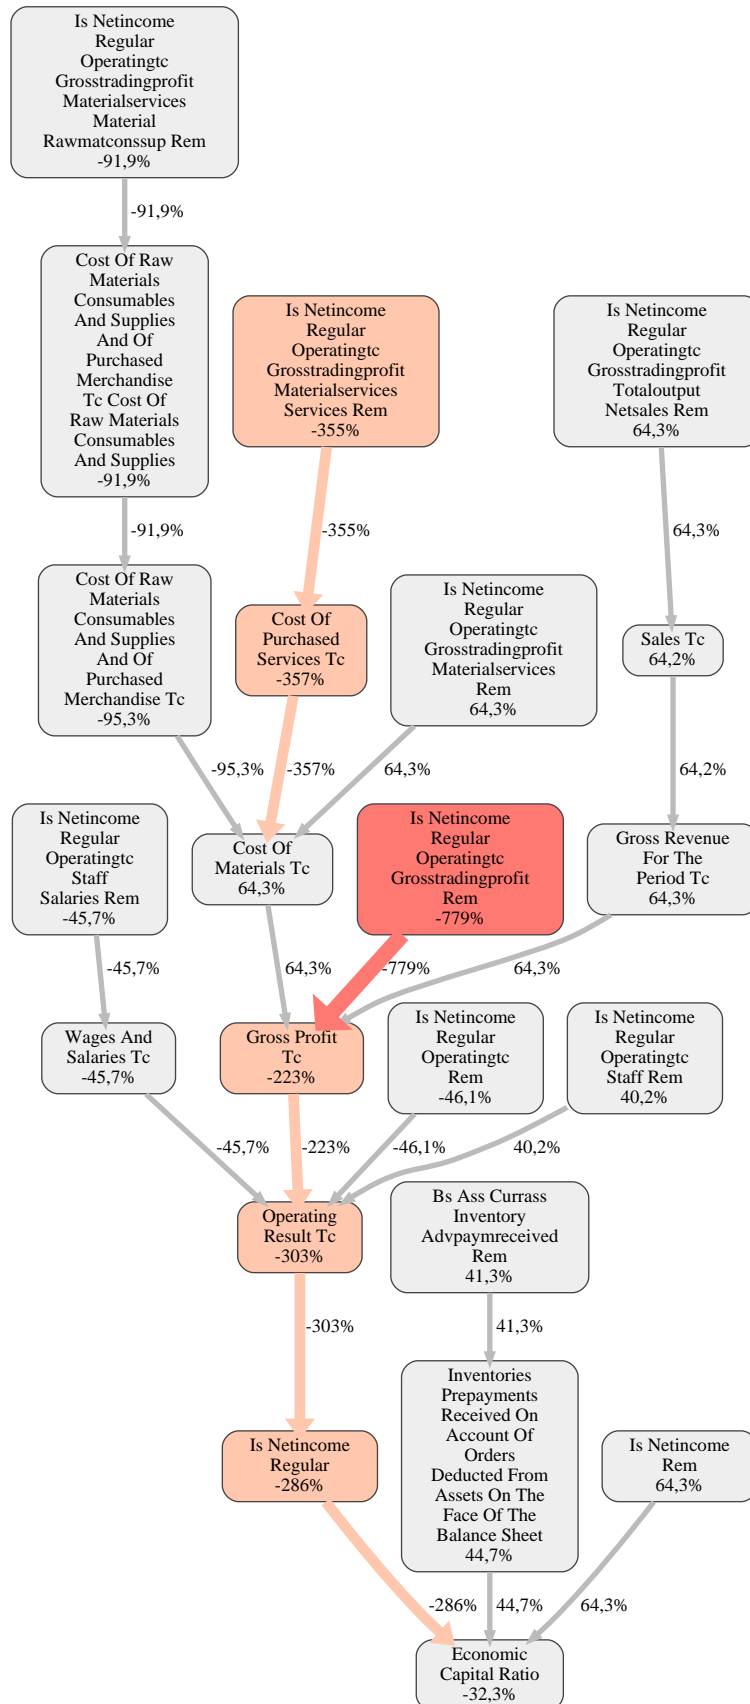 Is Netincome
Regular
Operatingtc
Grosstradingprofit
Materialservices
Material
Rawmatconssup Rem
-91,9%
-91,9%
Cost Of Raw
Materials
Consumables
And Supplies
And Of
Purchased
Merchandise
Tc Cost Of
Raw Materials
Consumables
And Supplies
-91,9%
Is Netincome
Regular
Operatingtc
Grosstradingprofit
Materialservices
Services Rem
-355%
Is Netincome
Regular
Operatingtc
Grosstradingprofit
Totaloutput
Netsales Rem
64,3%
-91,9%
-355%
64,3%
Cost Of Raw
Materials
Consumables
And Supplies
And Of
Purchased
Merchandise Tc
-95,3%
Cost Of
Purchased
Services Tc
-357%
Is Netincome
Regular
Operatingtc
Grosstradingprofit
Materialservices
Rem
64,3%
Sales Tc
64,2%
-95,3%
-357%
64,3%
64,2%
Is Netincome
Regular
Operatingtc
Staff
Salaries Rem
-45,7%
Cost Of
Materials Tc
64,3%
Is Netincome
Regular
Operatingtc
Grosstradingprofit
Rem
-779%
Gross Revenue
For The
Period Tc
64,3%
-45,7%
64,3%
-779%
64,3%
Wages And
Salaries Tc
-45,7%
Gross Profit
Tc
-223%
Is Netincome
Regular
Operatingtc
Rem
-46,1%
Is Netincome
Regular
Operatingtc
Staff Rem
40,2%
-45,7%
-223%
-46,1%
40,2%
Operating
Result Tc
-303%
Bs Ass Currass
Inventory
Advpaymreceived
Rem
41,3%
-303%
41,3%
Is Netincome
Regular
-286%
Inventories
Prepayments
Received On
Account Of
Orders
Deducted From
Assets On The
Face Of The
Balance Sheet
44,7%
Is Netincome
Rem
64,3%
-286%
44,7%
64,3%
Economic
Capital Ratio
-32,3%